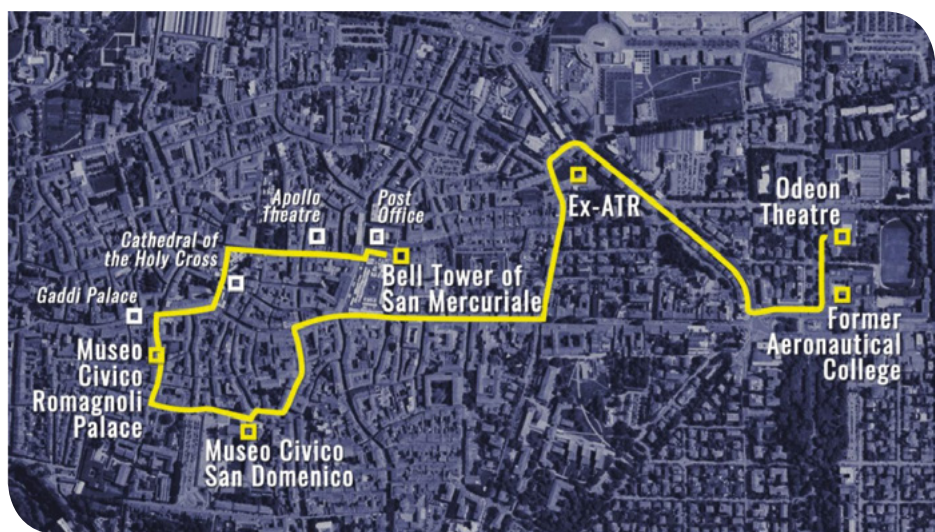 Apollo
Theatre
Post
Office
Cathedral of
the Holy Cross
Gaddi Palace
Museo
Civico
Romagnoli
Palace
Museo Civico
San Domenico
Bell Tower of
San Mercuriale
Ex-ATR
Odeon
Theatre
Former
Aeronautical
College